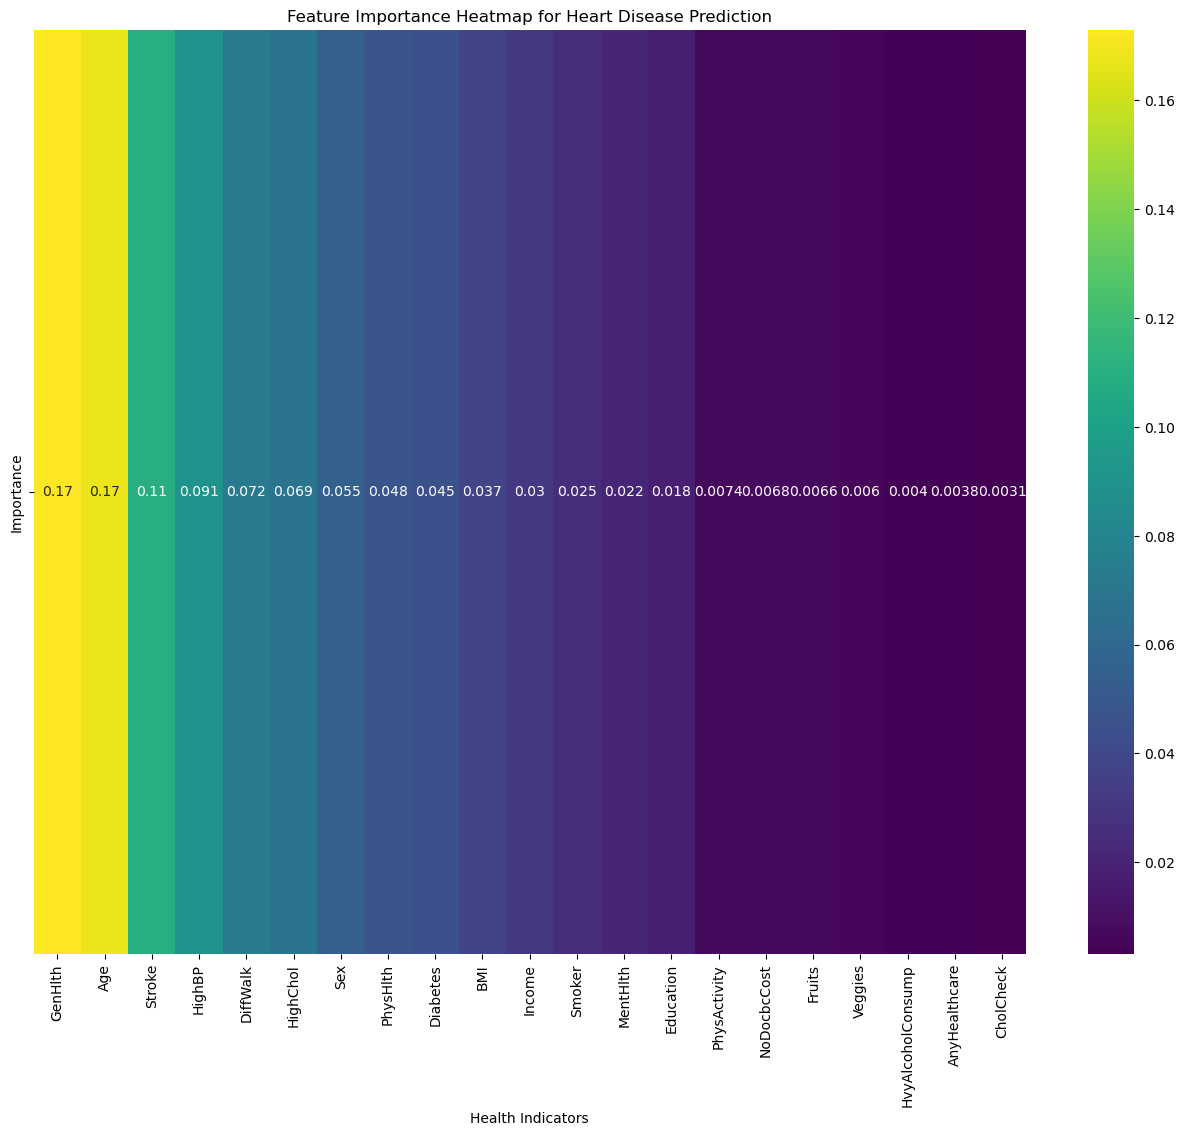 Feature Importance Heatmap for Heart Disease Prediction
Importance
0.17 0.17 0.11 0.091 0.072 0.069 0.055 0.048 0.045 0.037 0.03 0.025 0.022 0.018 0.0074 0.0068 0.0066 0.006 0.004 0.0038 0.0031
GenHlth
Age
Stroke
HighBP
DiffWalk
HighChol
Sex
PhysHlth
Diabetes
BMI
Income
Smoker
MentHlth
Education
PhysActivity
NoDocbcCost
Fruits
Veggies
HvyAlcoholConsump
AnyHealthcare
CholCheck
Health Indicators
0.16
0.14
0.12
0.10
0.08
0.06
0.04
0.02